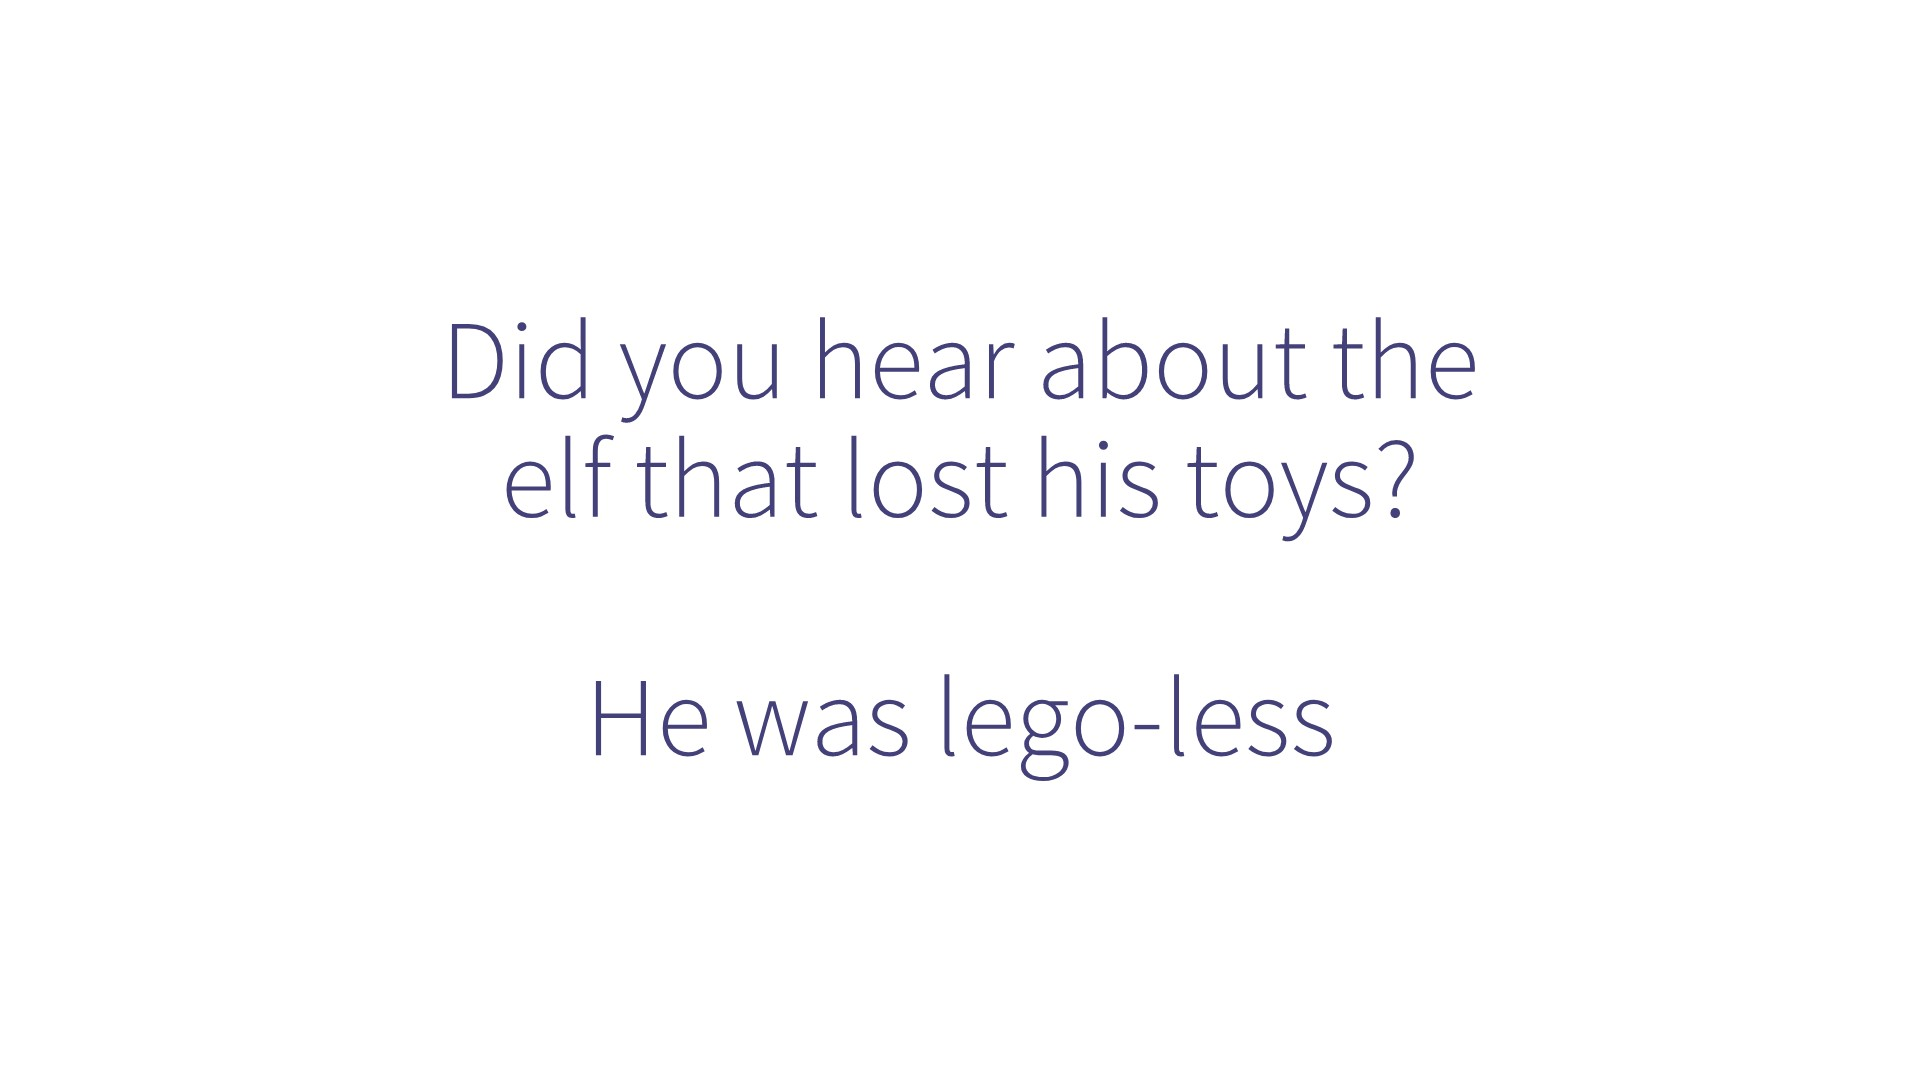 Did you hear about the
elf that lost his toys?
He was lego-less